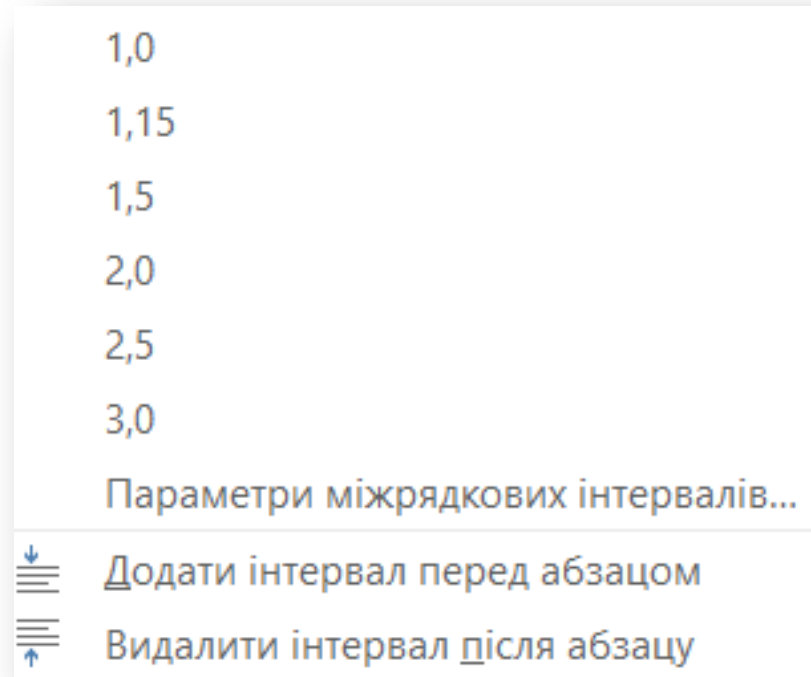 1,0
1,15
1,5
2,0
2,5
3,0
Параметри міжрядкових інтервалів...
Додати інтервал перед абзацом
Видалити інтервал після абзацу